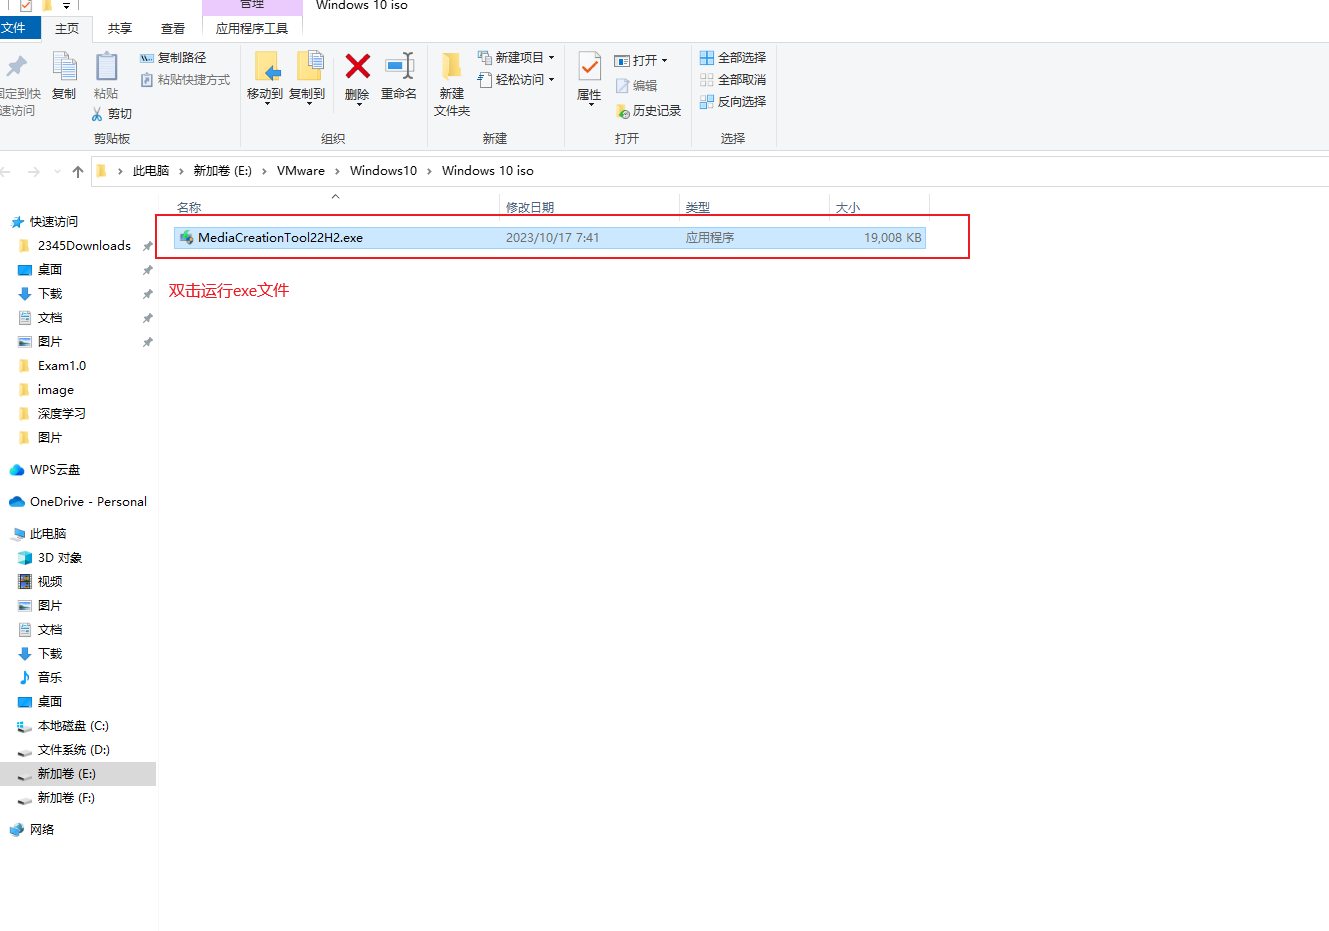 管理
Windows 10 iso
文件
主页
共享
查看
应用程序工具
固定到快
速访问
复制
粘贴
复制路径
粘贴快捷方式
剪切
剪贴板
移动到
复制到
删除
重命名
组织
新建
文件夹
新建项目
轻松访问
新建
属性
打开
编辑
历史记录
打开
全部选择
全部取消
反向选择
选择
此电脑 › 新加卷 (E:) › VMware › Windows10 › Windows 10 iso
名称
修改日期
类型
大小
MediaCreationTool22H2.exe
2023/10/17 7:41
应用程序
19,008 KB
双击运行exe文件
快速访问
2345Downloads
桌面
下载
文档
图片
Exam1.0
image
深度学习
图片
WPS云盘
OneDrive - Personal
此电脑
3D 对象
视频
图片
文档
下载
音乐
桌面
本地磁盘 (C:)
文件系统 (D:)
新加卷 (E:)
新加卷 (F:)
网络